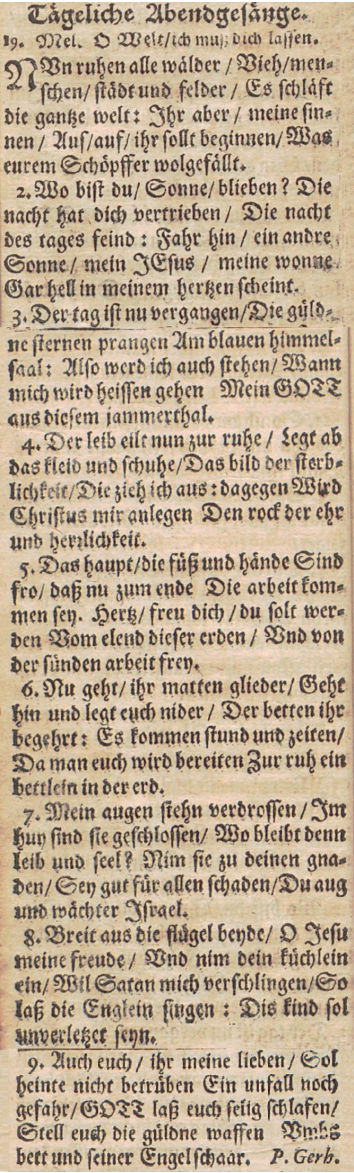 Tägeliche Abendgesänge.
19. Mel. O Welt/ich muß dich lassen.
NVn ruhen alle wälder / Vieh/men-
schen/städt und felder / Es schläft
die gantze welt: Ihr aber / meine sin-
nen / Auf/auf/ihr sollt beginnen/Was
eurem Schöpffer wolgefällt.
2. Wo bist du/ Sonne/ blieben? Die
nacht hat dich vertrieben / Die nacht
des tages feind : Fahr hin / ein andre
Sonne / mein JEsus / meine wonne
Gar hell in meinem hertzen scheint.
3. Der tag ist nu vergangen/Die güld-
ne sternen prangen Am blauen himmel-
saal: Also werd ich auch stehen/ Wann
mich wird heissen gehen Mein GOTT
aus diesem jammerthal.
4. Der leib eilt nun zur ruhe / Legt ab
das kleid und schuhe/Das bild der sterb-
lichkeit/Die zieh ich aus: dagegen Wird
Christus mir anlegen Den rock der ehr
und herrlichkeit.
5. Das haupt/die füß und hände Sind
fro/ daß nu zum ende Die arbeit kom-
men sey. Hertz/ freu dich / du solt wer-
den Vom elend dieser erden / Vnd von
der sünden arbeit frey.
6. Nu geht/ ihr matten glieder/ Geht
hin und legt euch nider / Der betten ihr
begehrt: Es kommen stund und zeiten/
Da man euch wird bereiten Zur ruh ein
bettlein in der erd.
7. Mein augen stehn verdrossen / Im
huy sind sie geschlossen/ Wo bleibt denn
leib und seel? Nim sie zu deinen gna-
den/ Sey gut für allen schaden/Du aug
und wächter Israel.
8. Breit aus die flügel beyde/ O Jesu
meine freude / Vnd nim dein küchlein
ein/ Wil Satan mich verschlingen/So
laß die Englein singen : Dis kind sol
unverletzet seyn.
9. Auch euch / ihr meine lieben/ Sol
heinte nicht betrüben Ein unfall noch
gefahr/GOTT laß euch selig schlafen/
Stell euch die güldne waffen Vmbs
bett und seiner Engel schaar. P. Gerh.